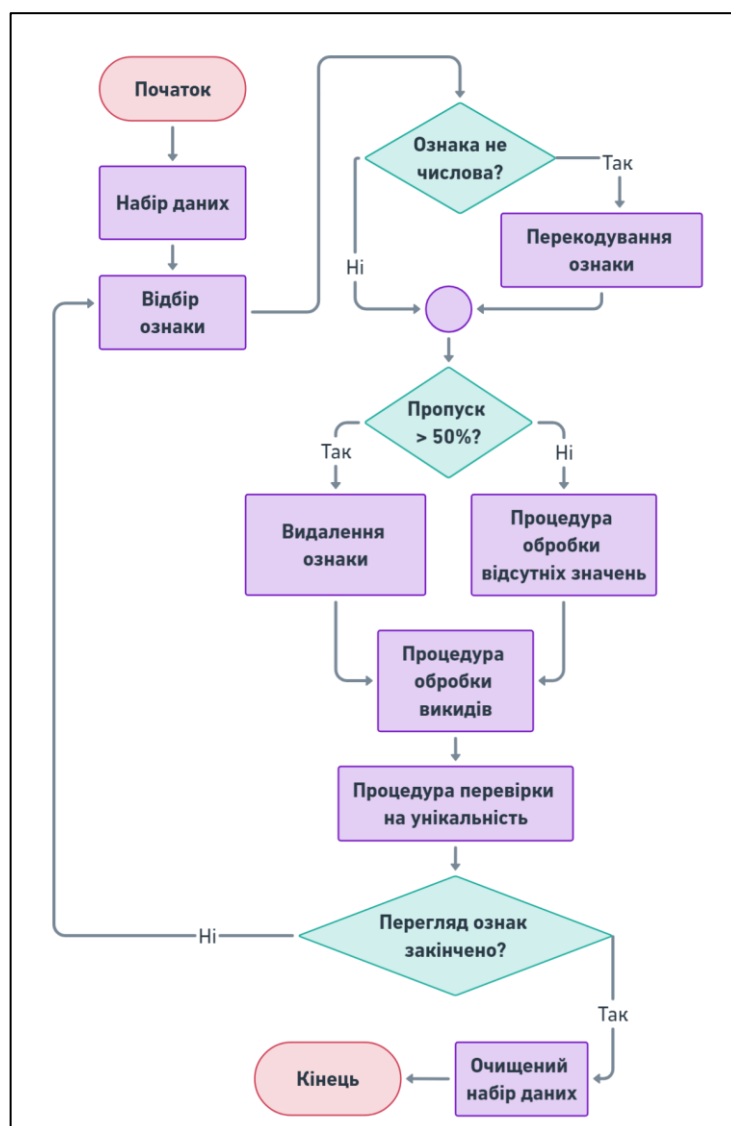 Початок
Набір даних
Відбір
ознаки
Ознака не
числова?
Так
Перекодування
ознаки
Ні
Пропуск
> 50%?
Так
Ні
Видалення
ознаки
Процедура
обробки
відсутніх значень
Процедура
обробки
викидів
Процедура перевірки
на унікальність
Перегляд ознак
закінчено?
Ні
Так
Очищений
набір даних
Кінець